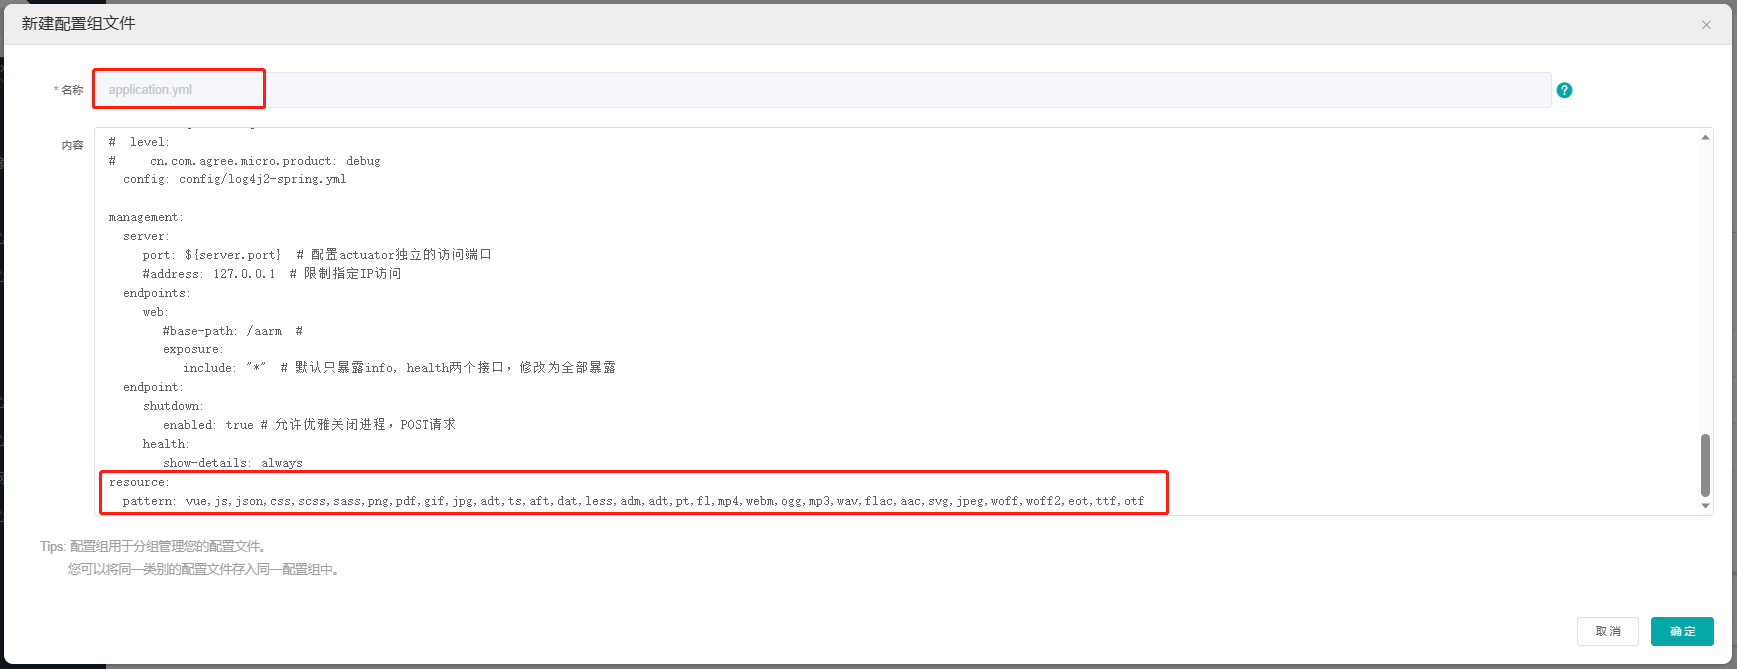 新建配置组文件
* 名称 application.yml ?
内容
#  level:
#    cn.com.agree.micro.product: debug
config: config/log4j2-spring.yml
management:
server:
port: ${server.port}  # 配置actuator独立的访问端口
#address: 127.0.0.1  # 限制指定IP访问
endpoints:
web:
#base-path: /aarm  #
exposure:
include: "*"  # 默认只暴露info, health两个接口，修改为全部暴露
endpoint:
shutdown:
enabled: true # 允许优雅关闭进程，POST请求
health:
show-details: always
resource:
pattern: vue,js,json,css,scss,sass,png,pdf,gif,jpg,adt,ts,aft,dat,less,adm,adt,pt,fl,mp4,webm,ogg,mp3,wav,flac,aac,svg,jpeg,woff,woff2,eot,ttf,otf
Tips: 配置组用于分组管理您的配置文件。
您可以将同一类别的配置文件存入同一配置组中。
取消
确定